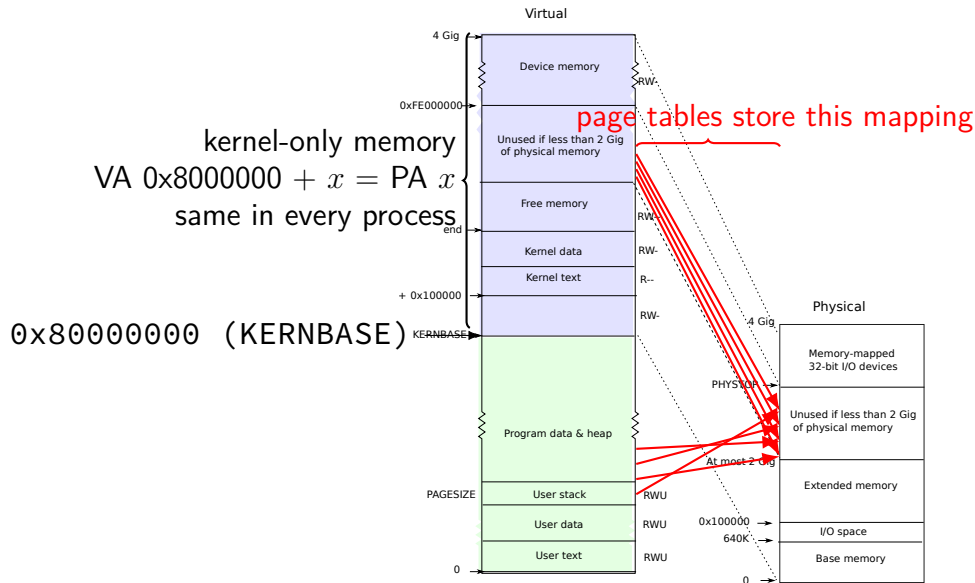 Virtual
4 Gig
Device memory
RW-
0xFE000000
page tables store this mapping
kernel-only memory
VA 0x8000000 + x = PA x
same in every process
Unused if less than 2 Gig
of physical memory
Free memory
RW--
end
Kernel data
RW-
Kernel text
R--
+ 0x100000
RW-
0x80000000 (KERNBASE)
KERNBASE
Physical
4 Gig
Memory-mapped
32-bit I/O devices
PHYSTOP
Unused if less than 2 Gig
of physical memory
Program data & heap
At most 2 Gig
PAGESIZE
User stack
RWU
Extended memory
User data
RWU
0x100000
I/O space
640K
User text
RWU
Base memory
0
0